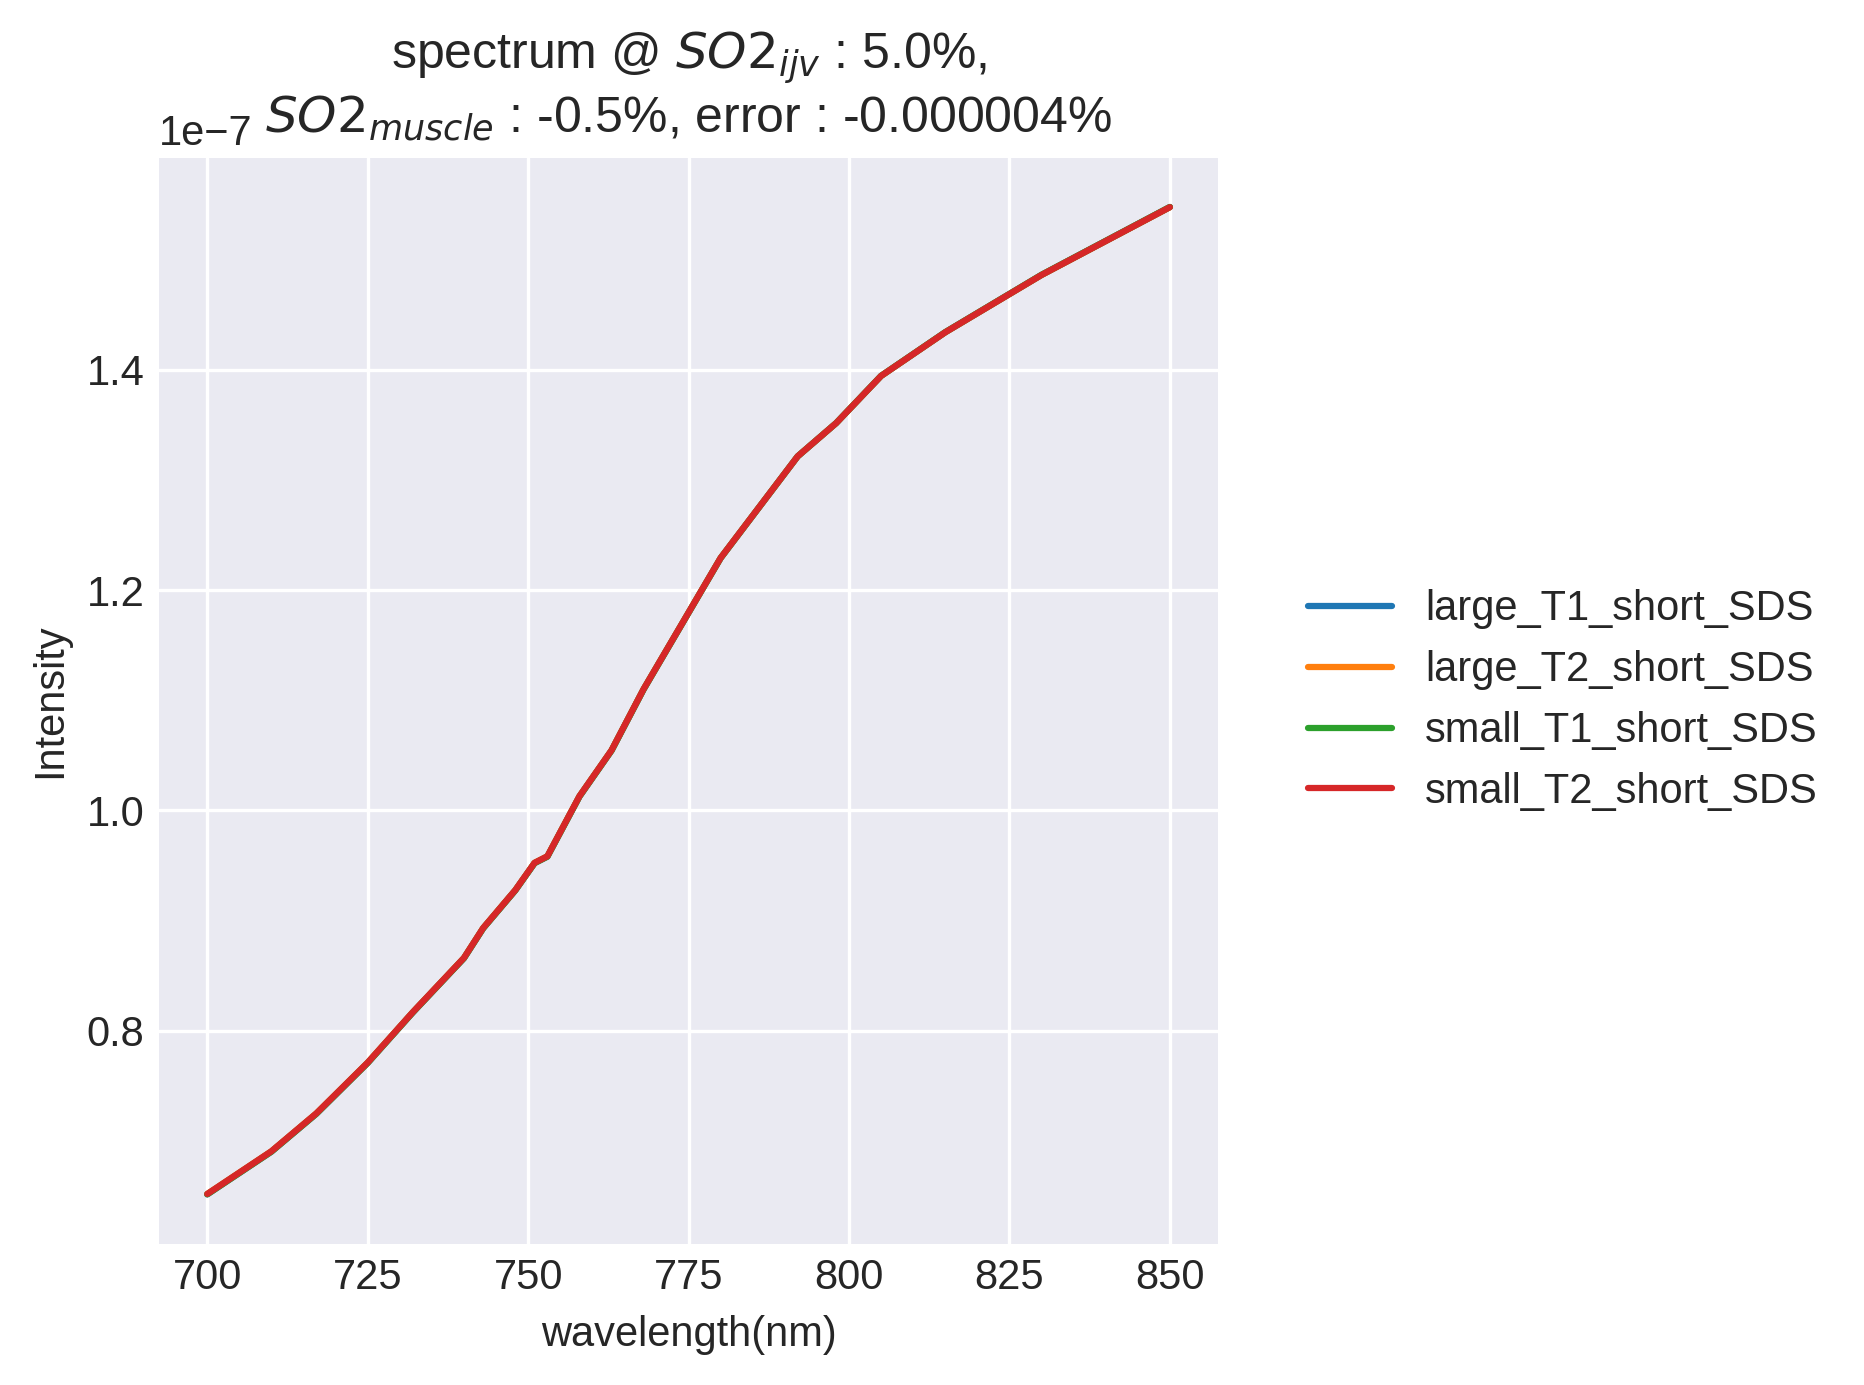 spectrum @ SO2ijv : 5.0%,
1e−7 SO2muscle : -0.5%, error : -0.000004%
1.4
1.2
1.0
0.8
Intensity
700 725 750 775 800 825 850
wavelength(nm)
large_T1_short_SDS
large_T2_short_SDS
small_T1_short_SDS
small_T2_short_SDS